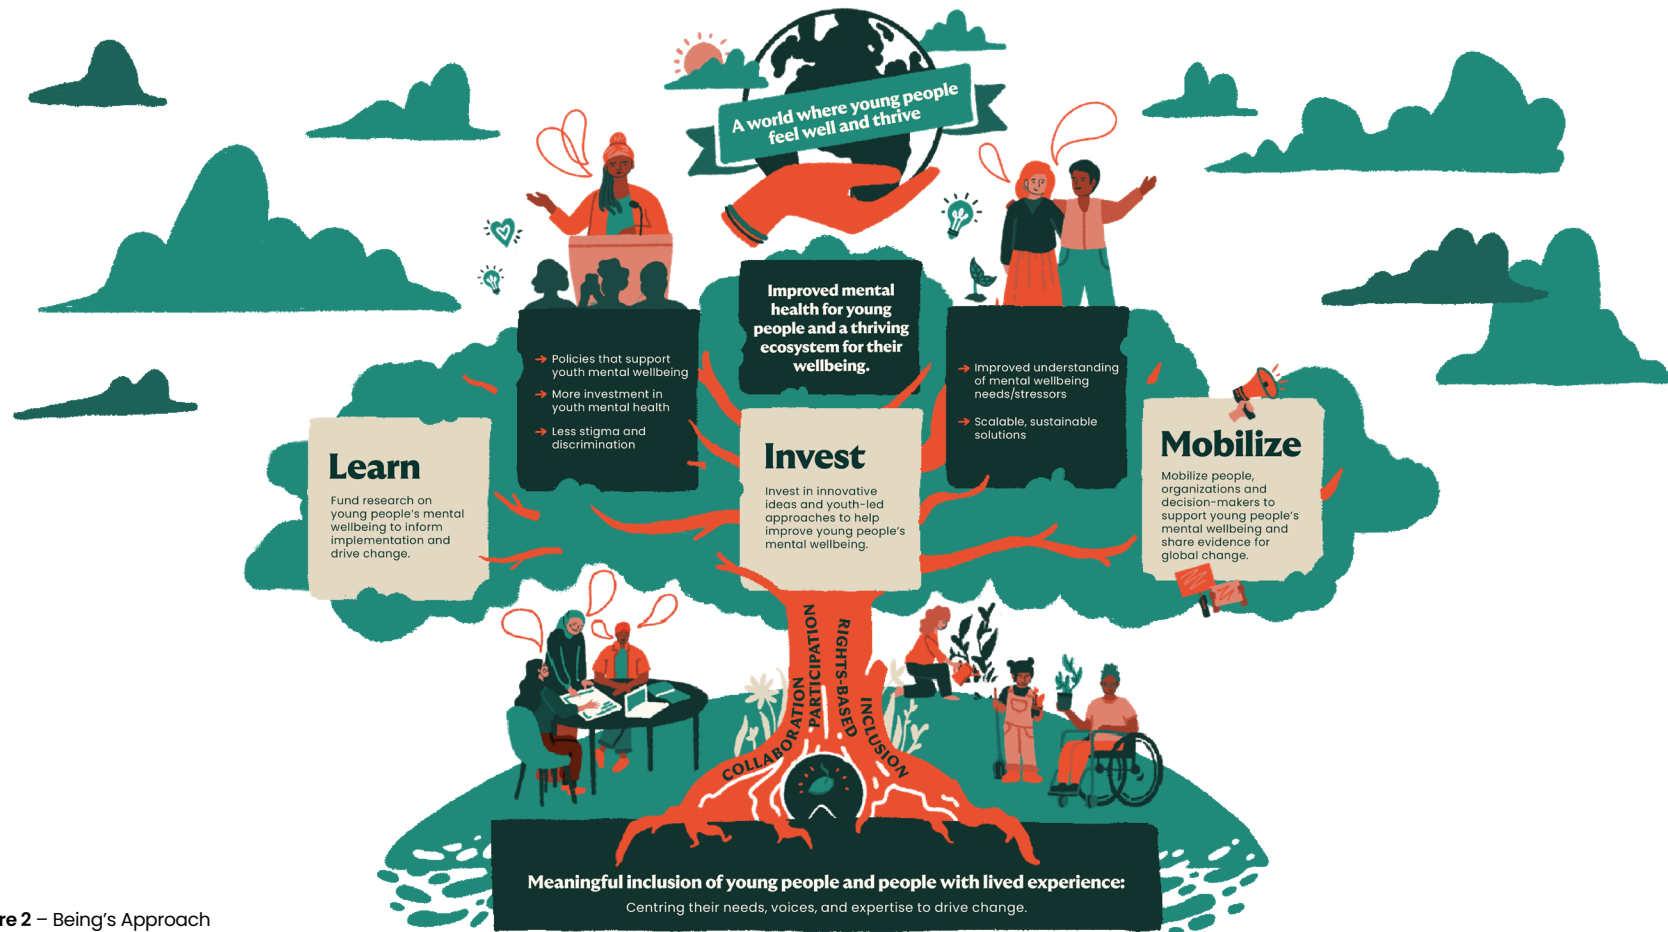 A world where young people
feel well and thrive
Improved mental
health for young
people and a thriving
ecosystem for their
wellbeing.
Policies that support
youth mental wellbeing
More investment in
youth mental health
Less stigma and
discrimination
Improved understanding
of mental wellbeing
needs/stressors
Scalable, sustainable
solutions
Learn
Fund research on
young people's mental
wellbeing to inform
implementation and
drive change.
Invest
Invest in innovative
ideas and youth-led
approaches to help
improve young people's
mental wellbeing.
Mobilize
Mobilize people,
organizations and
decision-makers to
support young people's
mental wellbeing and
share evidence for
global change.
COLLABORATION
PARTICIPATION
RIGHTS-BASED
INCLUSION
Meaningful inclusion of young people and people with lived experience:
Centring their needs, voices, and expertise to drive change.
re 2 – Being's Approach